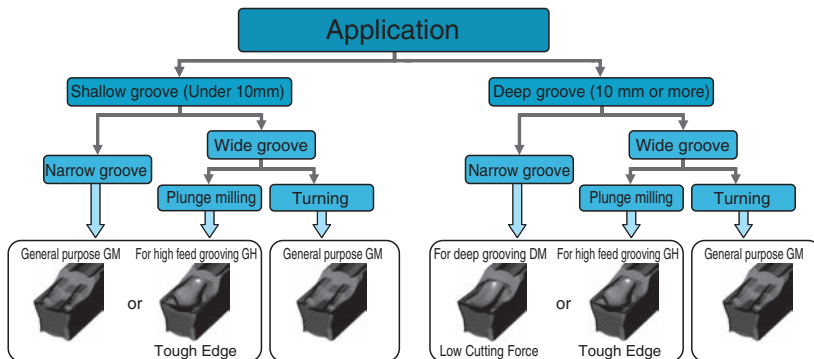 Application
Shallow groove (Under 10mm)
Deep groove (10 mm or more)
Wide groove
Wide groove
Narrow groove
Narrow groove
Plunge milling
Turning
Plunge milling
Turning
General purpose GM
For high feed grooving GH
General purpose GM
For deep grooving DM
For high feed grooving GH
General purpose GM
or
or
Tough Edge
Low Cutting Force
Tough Edge